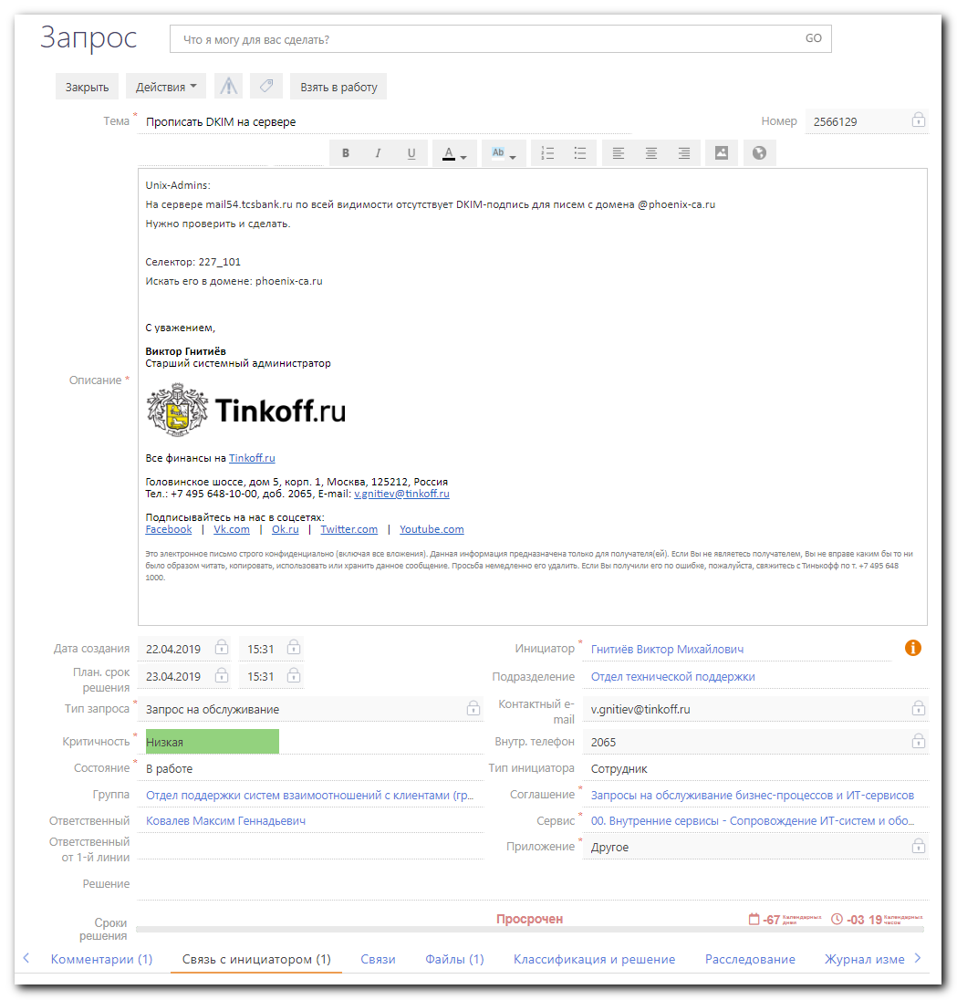 Запрос
Что я могу для вас сделать? GO
Закрыть Действия Взять в работу
Тема * Прописать DKIM на сервере Номер 2566129
B I U A Ab
Unix-Admins:
На сервере mail54.tcsbank.ru по всей видимости отсутствует DKIM-подпись для писем с домена @phoenix-ca.ru
Нужно проверить и сделать.
Селектор: 227_101
Искать его в домене: phoenix-ca.ru
С уважением,
Виктор Гнитиёв
Старший системный администратор
Описание *
Tinkoff.ru
Все финансы на Tinkoff.ru
Головинское шоссе, дом 5, корп. 1, Москва, 125212, Россия
Тел.: +7 495 648-10-00, доб. 2065, E-mail: v.gnitiev@tinkoff.ru
Подписывайтесь на нас в соцсетях:
Facebook | Vk.com | Ok.ru | Twitter.com | Youtube.com
Это электронное письмо строго конфиденциально (включая все вложения). Данная информация предназначена только для получателя(ей). Если Вы не являетесь получателем, Вы не вправе каким бы то ни
было образом читать, копировать, использовать или хранить данное сообщение. Просьба немедленно его удалить. Если Вы получили его по ошибке, пожалуйста, свяжитесь с Тинькофф по т. +7 495 648
1000.
Дата создания 22.04.2019 15:31 Инициатор * Гнитиёв Виктор Михайлович
План. срок
решения 23.04.2019 15:31 Подразделение Отдел технической поддержки
Тип запроса * Запрос на обслуживание Контактный e-
mail v.gnitiev@tinkoff.ru
Критичность * Низкая Внутр. телефон 2065
Состояние * В работе Тип инициатора Сотрудник
Группа Отдел поддержки систем взаимоотношений с клиентами (гр... Соглашение * Запросы на обслуживание бизнес-процессов и ИТ-сервисов
Ответственный Ковалев Максим Геннадьевич Сервис * 00. Внутренние сервисы - Сопровождение ИТ-систем и обо...
Ответственный
от 1-й линии Приложение * Другое
Решение
Сроки
решения Просрочен -67 Календарных
дней -03 19 Календарных
часов
Комментарии (1) Связь с инициатором (1) Связи Файлы (1) Классификация и решение Расследование Журнал изме